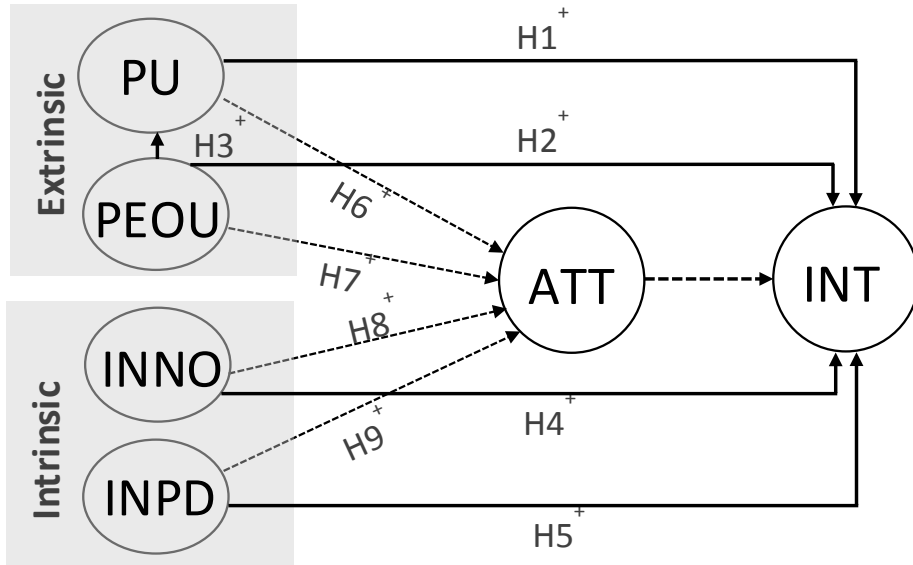 Extrinsic
PU
PEOU
H1+
H2+
H3+
H6+
H7+
ATT
INT
Intrinsic
INNO
INPD
H8+
H9+
H4+
H5+